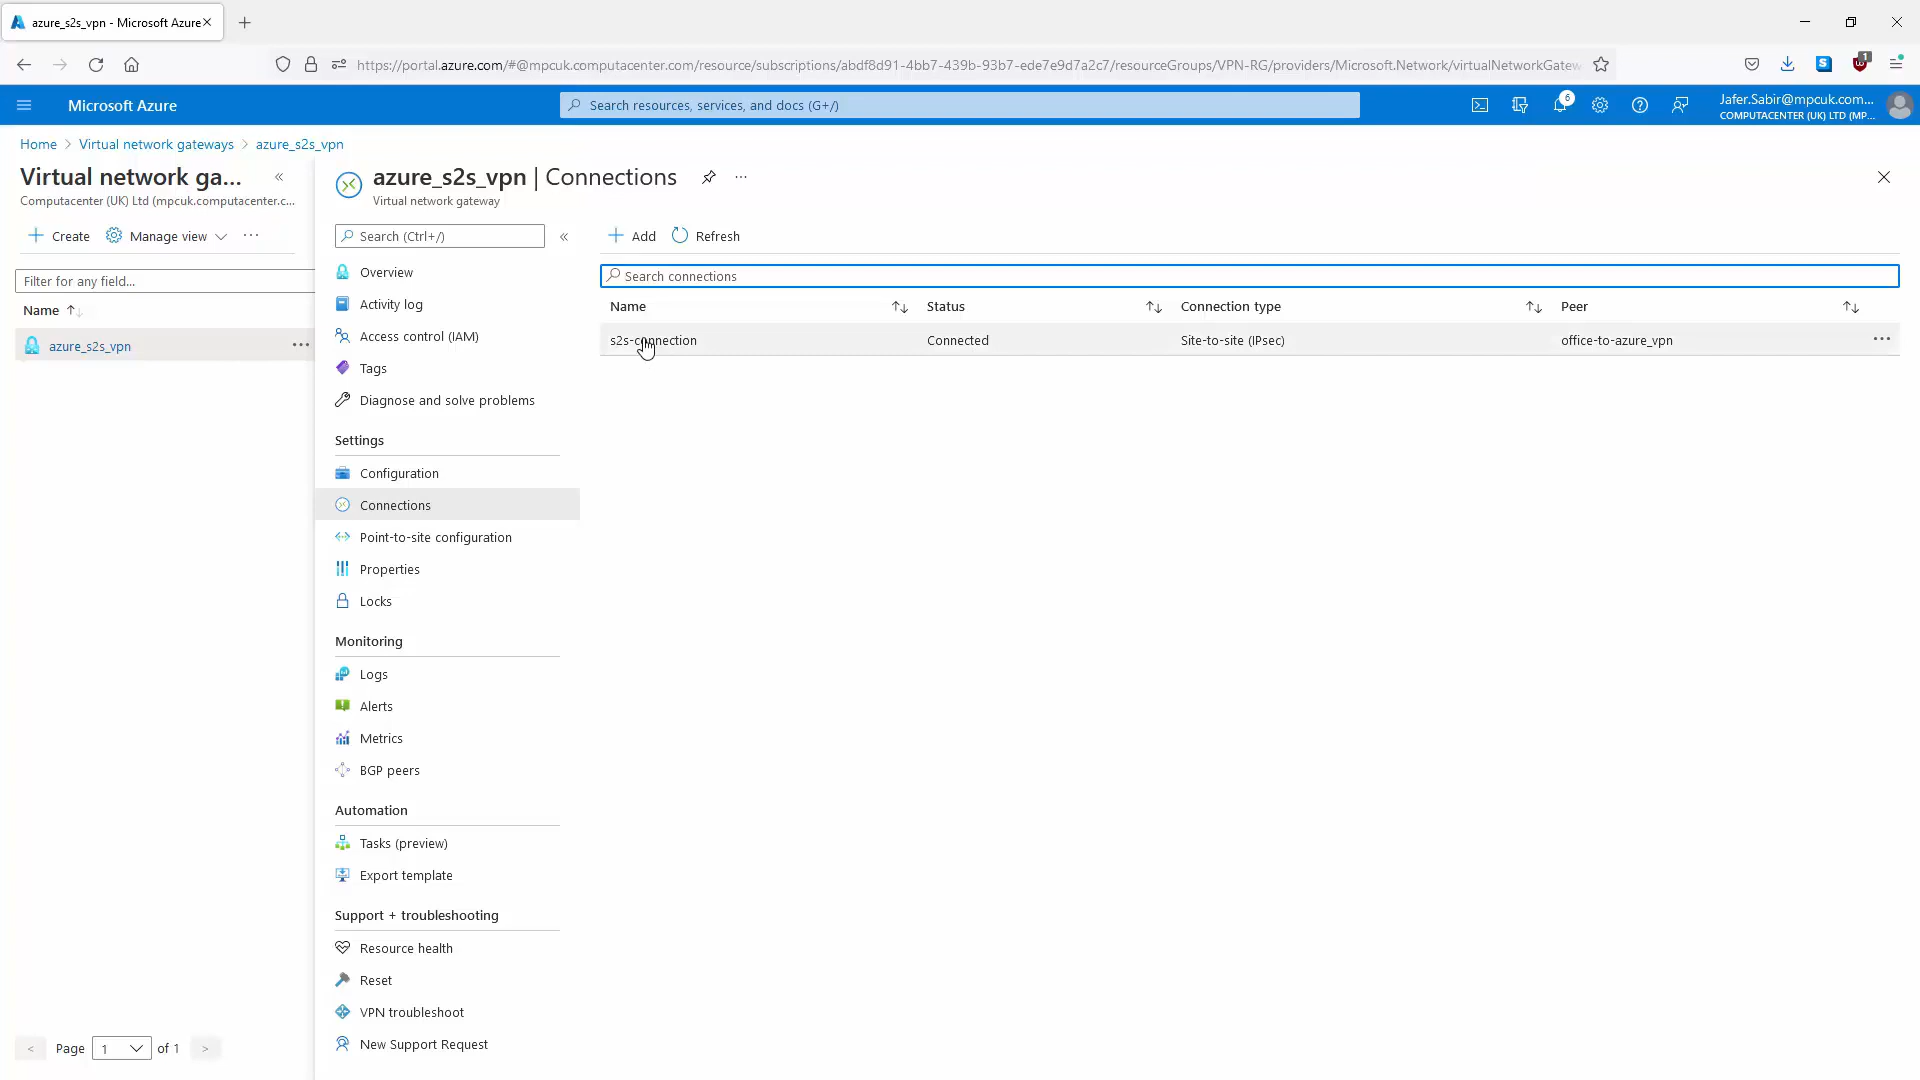 azure_s2s_vpn - Microsoft Azure
https://portal.azure.com/#@mpcuk.computacenter.com/resource/subscriptions/abdf8d91-4bb7-439b-93b7-ede7e9d7a2c7/resourceGroups/VPN-RG/providers/Microsoft.Network/virtualNetworkGatew
S
1
Microsoft Azure
Search resources, services, and docs (G+/)
6
Jafer.Sabir@mpcuk.com...
COMPUTACENTER (UK) LTD (MP...
Home > Virtual network gateways > azure_s2s_vpn
Virtual network ga... «
Computacenter (UK) Ltd (mpcuk.computacenter.c...
+ Create Manage view ...
Filter for any field...
Name ↑↓
azure_s2s_vpn ...
< Page 1 of 1 >
azure_s2s_vpn | Connections ...
Virtual network gateway
Search (Ctrl+/) «
Overview
Activity log
Access control (IAM)
Tags
Diagnose and solve problems
Settings
Configuration
Connections
Point-to-site configuration
Properties
Locks
Monitoring
Logs
Alerts
Metrics
BGP peers
Automation
Tasks (preview)
Export template
Support + troubleshooting
Resource health
Reset
VPN troubleshoot
New Support Request
+ Add Refresh
Search connections
Name ↑↓ Status ↑↓ Connection type ↑↓ Peer ↑↓
s2s-connection Connected Site-to-site (IPsec) office-to-azure_vpn ...